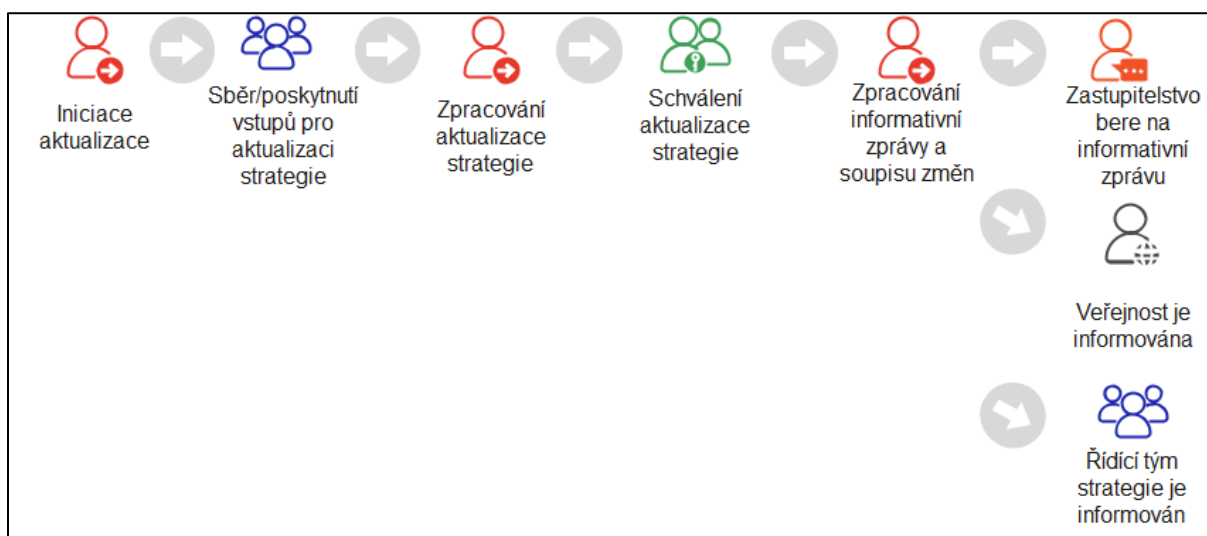 Iniciace
aktualizace
Sběr/poskytnutí
vstupů pro
aktualizaci
strategie
Zpracování
aktualizace
strategie
Schválení
aktualizace
strategie
Zpracování
informativní
zprávy a
soupisu změn
Zastupitelstvo
bere na
informativní
zprávu
Veřejnost je
informována
Řídící tým
strategie je
informován